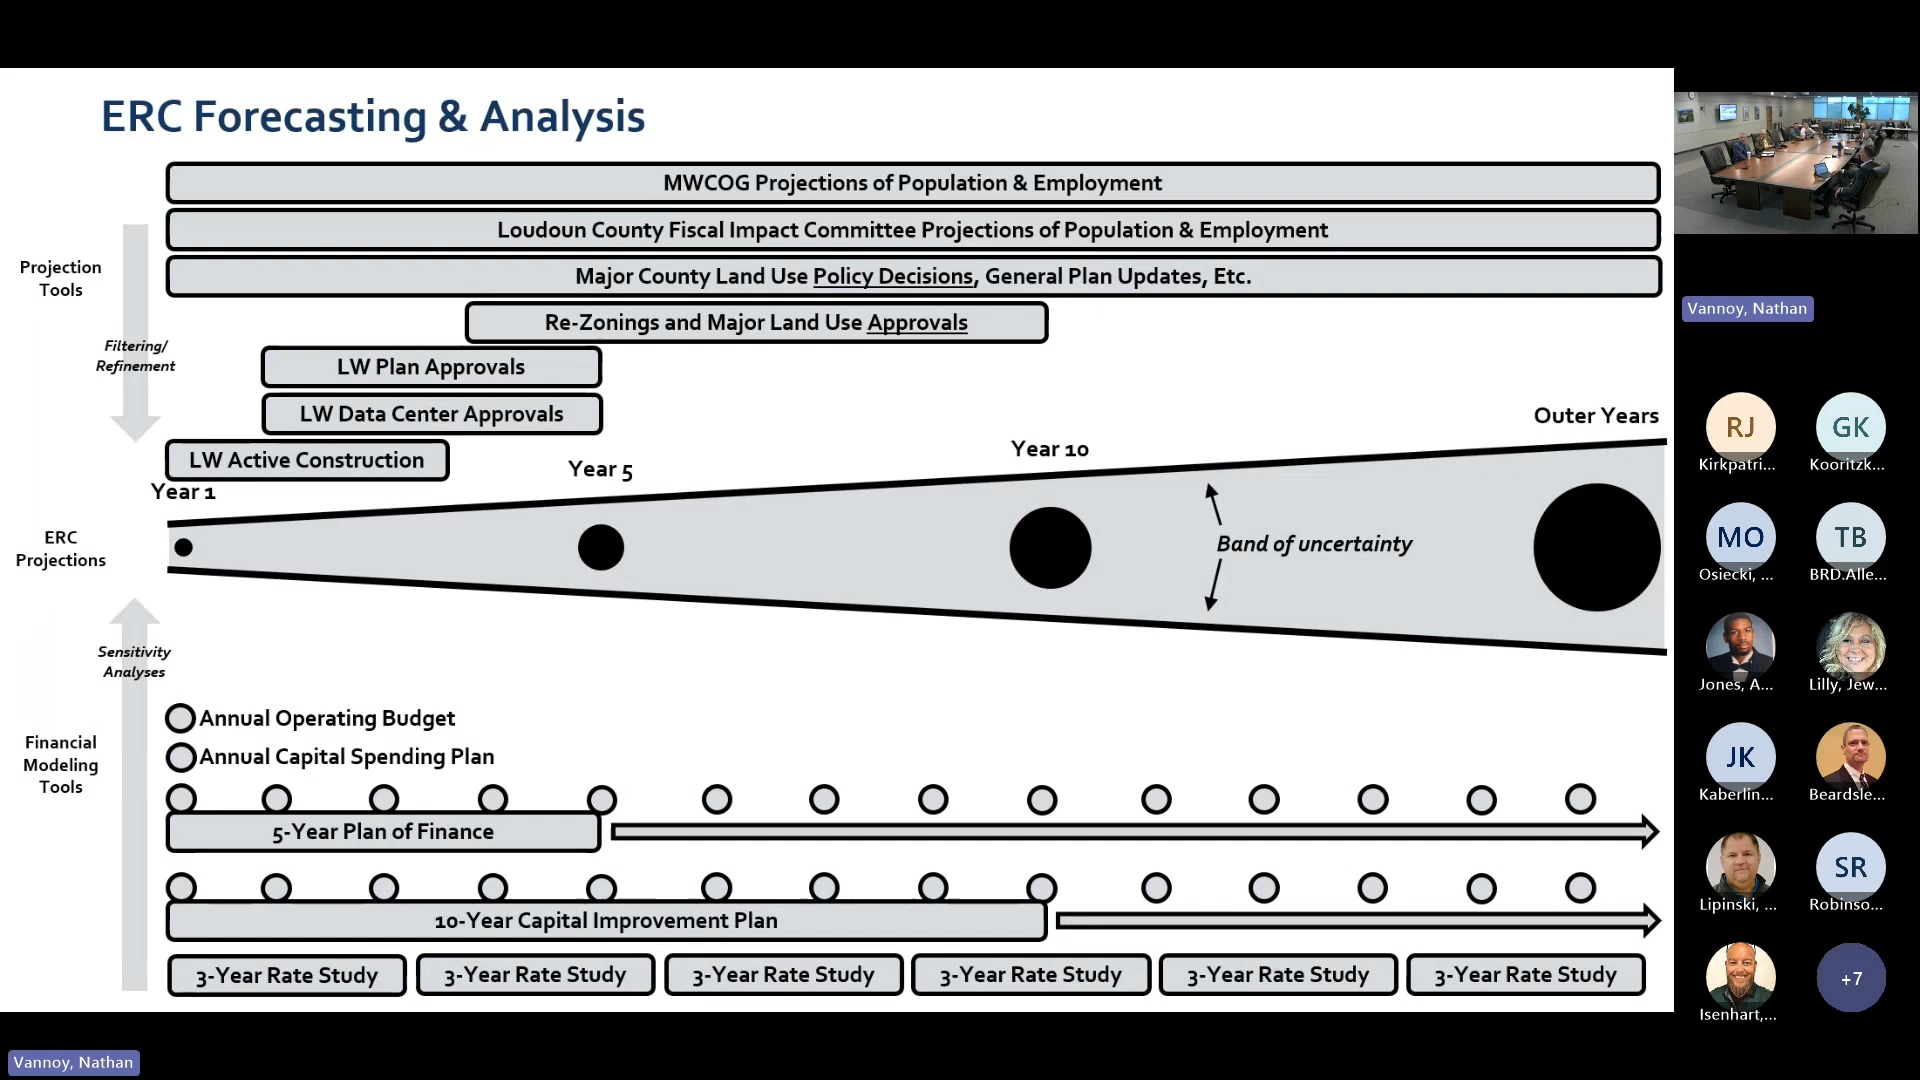 ERC Forecasting & Analysis
MWCOG Projections of Population & Employment
Loudoun County Fiscal Impact Committee Projections of Population & Employment
Major County Land Use Policy Decisions, General Plan Updates, Etc.
Re-Zonings and Major Land Use Approvals
LW Plan Approvals
LW Data Center Approvals
LW Active Construction
Projection
Tools
Filtering/
Refinement
Year 1
Year 5
Year 10
Outer Years
ERC
Projections
Band of uncertainty
Sensitivity
Analyses
Financial
Modeling
Tools
Annual Operating Budget
Annual Capital Spending Plan
5-Year Plan of Finance
10-Year Capital Improvement Plan
3-Year Rate Study
3-Year Rate Study
3-Year Rate Study
3-Year Rate Study
3-Year Rate Study
3-Year Rate Study
Vannoy, Nathan
RJ
Kirkpatri...
GK
Kooritzk...
MO
Osiecki, ...
TB
BRD.Alle...
Jones, A...
Lilly, Jew...
JK
Kaberlin...
Beardsle...
Lipinski, ...
SR
Robinso...
Isenhart,...
+7
Vannoy, Nathan